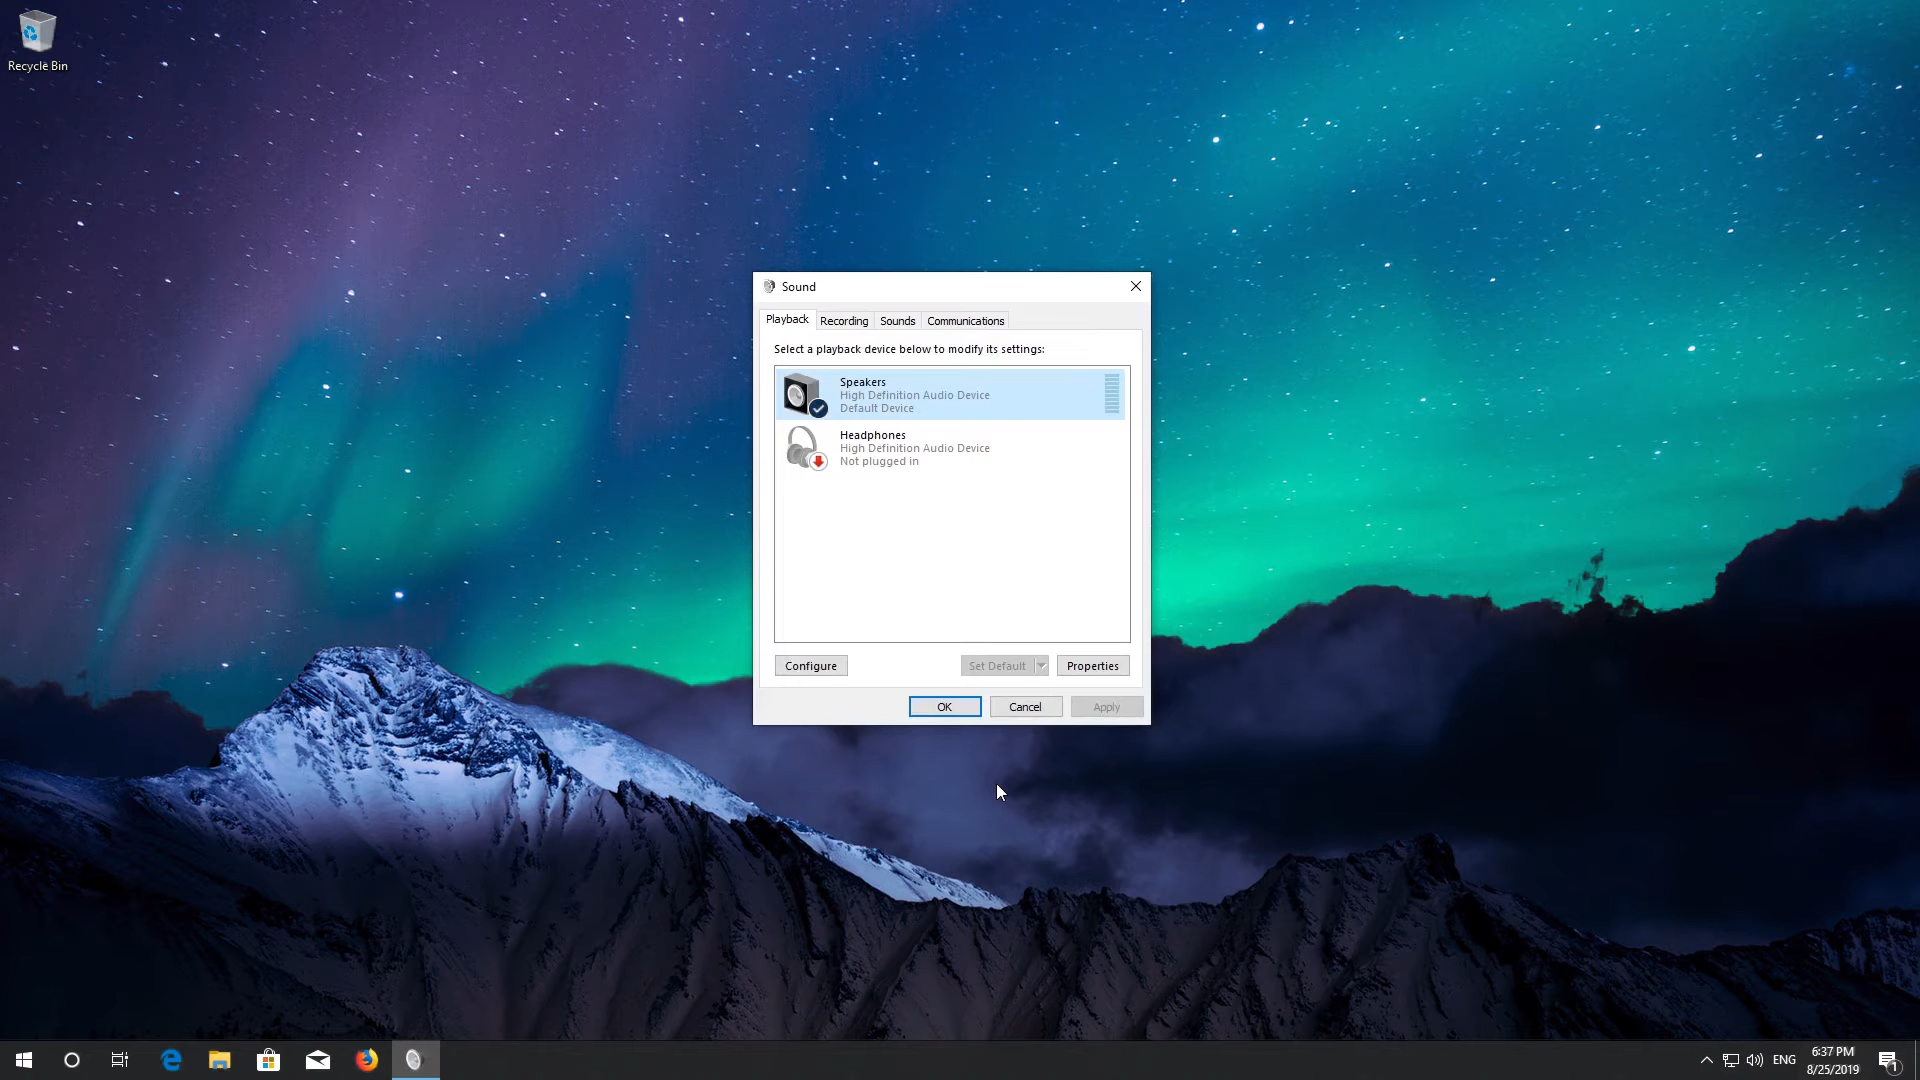 Recycle Bin
Sound
Playback
Recording
Sounds
Communications
Select a playback device below to modify its settings:
Speakers
High Definition Audio Device
Default Device
Headphones
High Definition Audio Device
Not plugged in
Configure
Set Default
Properties
OK
Cancel
Apply
ENG
6:37 PM
8/25/2019
1